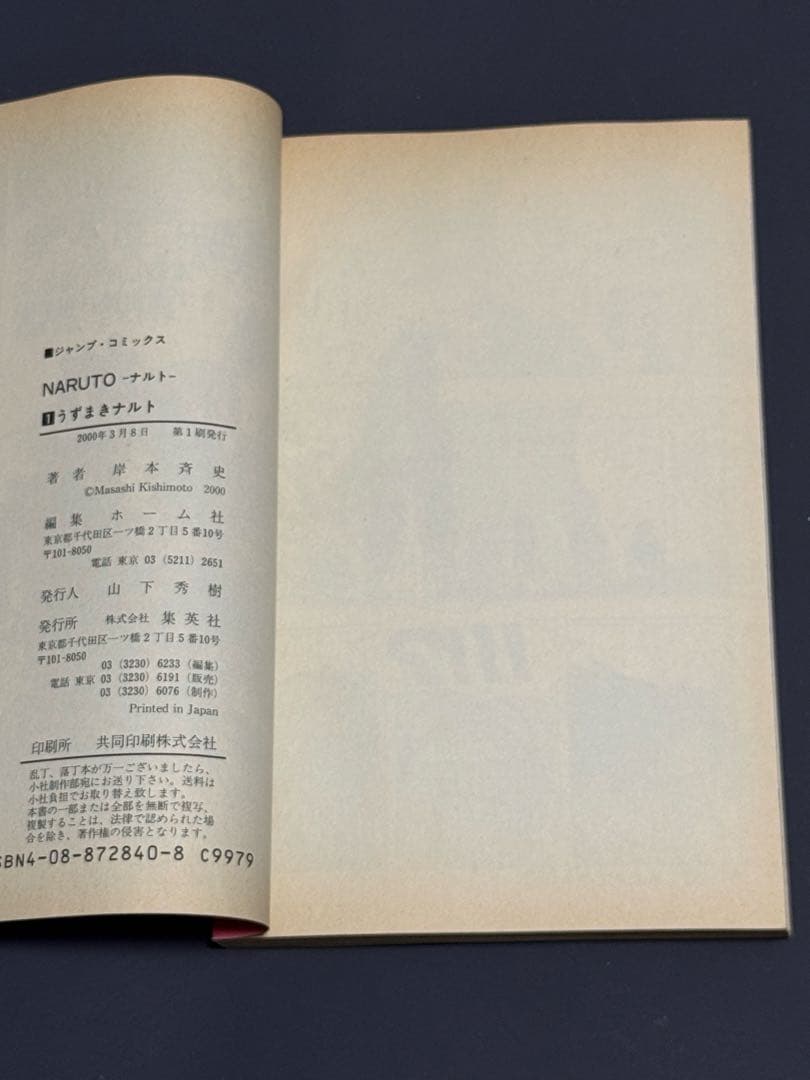 ■ジャンプ・コミックス
NARUTO -ナルト-
1 うずまきナルト
2000年3月8日 第1刷発行
著者 岸本斉史
©Masashi Kishimoto 2000
編集 ホーム社
東京都千代田区一ツ橋2丁目5番10号
〒101-8050
電話 東京 03 (5211) 2651
発行人 山下秀樹
発行所 株式会社 集英社
東京都千代田区一ツ橋2丁目5番10号
〒101-8050
03 (3230) 6233 (編集)
電話 東京 03 (3230) 6191 (販売)
03 (3230) 6076 (制作)
Printed in Japan
印刷所 共同印刷株式会社
乱丁、落丁本が万一ございましたら、
小社制作部宛にお送り下さい。送料は
小社負担でお取り替え致します。
本書の一部または全部を無断で複写、
複製することは、法律で認められた場
合を除き、著作権の侵害となります。
SBN4-08-872840-8 C9979